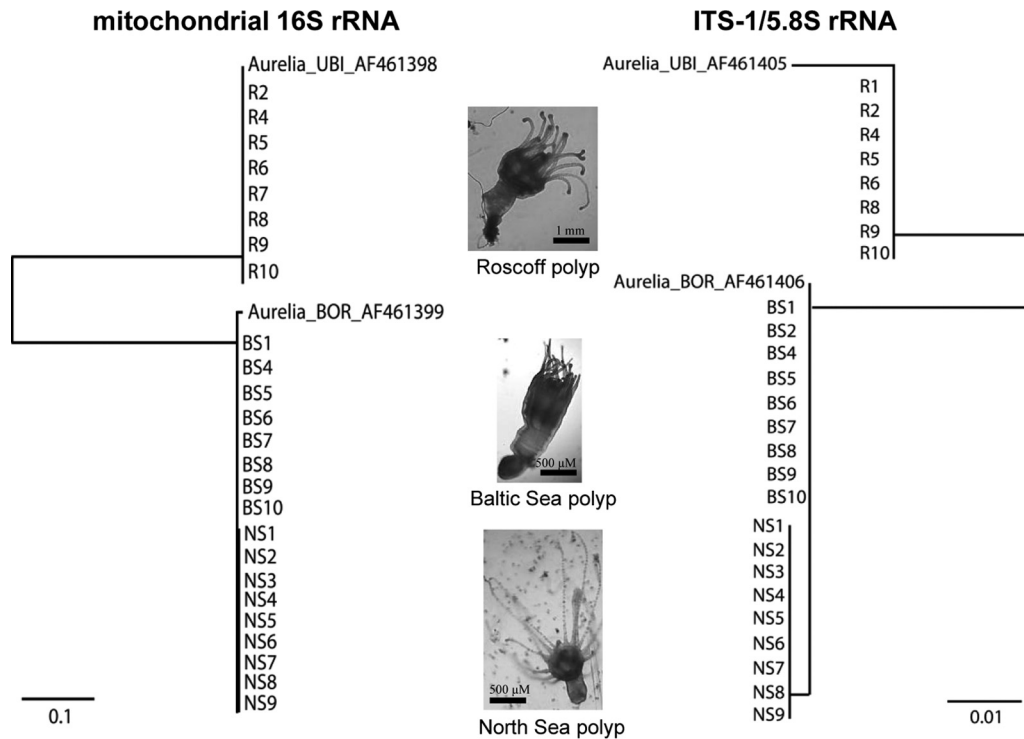 mitochondrial 16S rRNA
Aurelia_UBI_AF461398
R2
R4
R5
R6
R7
R8
R9
R10
Aurelia_BOR_AF461399
BS1
BS4
BS5
BS6
BS7
BS8
BS9
BS10
NS1
NS2
NS3
NS4
NS5
NS6
NS7
NS8
NS9
0.1
1 mm
Roscoff polyp
500 µM
Baltic Sea polyp
500 µM
North Sea polyp
ITS-1/5.8S rRNA
Aurelia_UBI_AF461405
R1
R2
R4
R5
R6
R8
R9
R10
Aurelia_BOR_AF461406
BS1
BS2
BS4
BS5
BS6
BS7
BS8
BS9
BS10
NS1
NS2
NS3
NS4
NS5
NS6
NS7
NS8
NS9
0.01